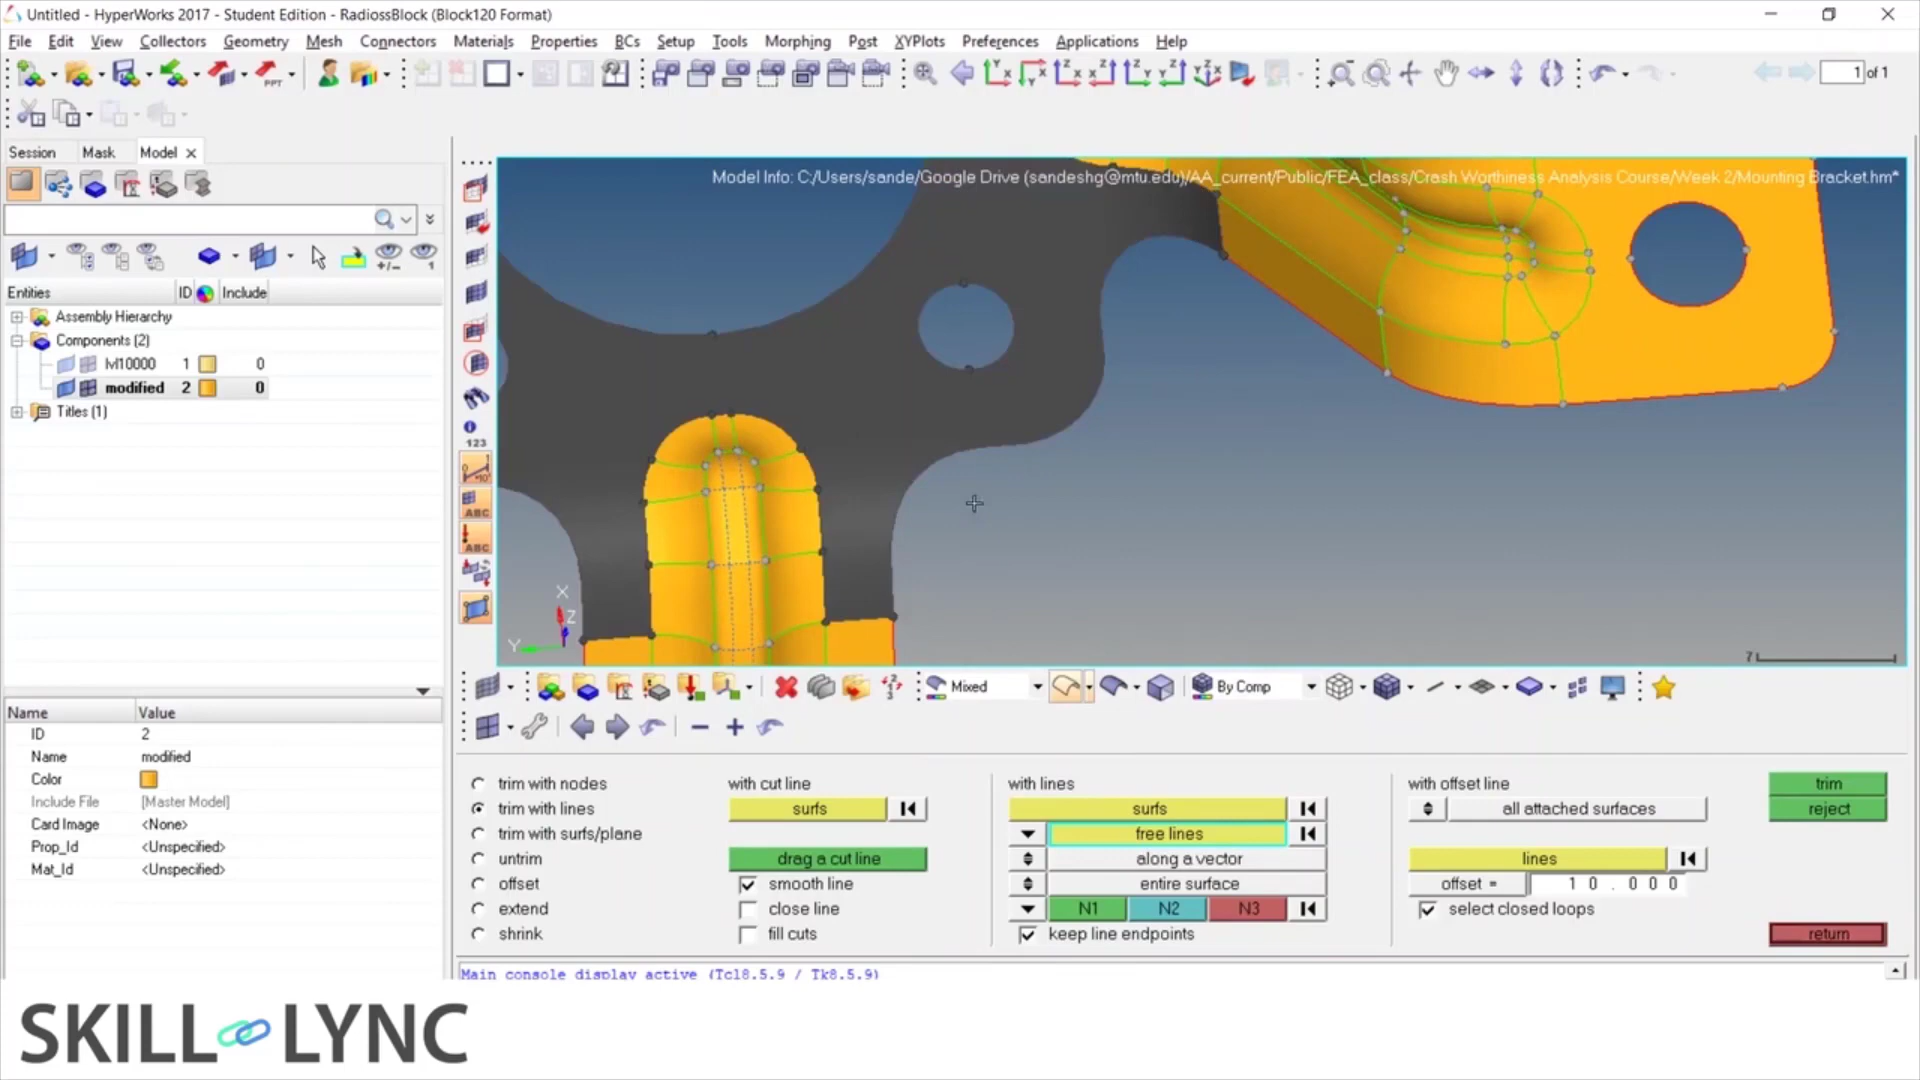 Untitled - HyperWorks 2017 - Student Edition - RadiossBlock (Block120 Format)
File Edit View Collectors Geometry Mesh Connectors Materials Properties BCs Setup Tools Morphing Post XYPlots Preferences Applications Help
PPT
1 of 1
Session Mask Model
Model Info: C:/Users/sande/Google Drive (sandeshg@mtu.edu)/AA_current/Public/FEA_class/Crash Worthiness Analysis Course/Week 2/Mounting Bracket.hm*
Entities ID Include
Assembly Hierarchy
Components (2)
lvl10000 1 0
modified 2 0
Titles (1)
123
ABC
ABC
X
Z
Y
7
Mixed By Comp
Name Value
ID 2
Name modified
Color
Include File [Master Model]
Card Image <None>
Prop_Id <Unspecified>
Mat_Id <Unspecified>
trim with nodes with cut line with lines with offset line trim
trim with lines surfs surfs all attached surfaces reject
trim with surfs/plane free lines
untrim drag a cut line along a vector lines
offset smooth line entire surface offset = 10.000
extend close line N1 N2 N3 select closed loops
shrink fill cuts keep line endpoints return
Main console display active (Tcl8.5.9 / Tk8.5.9)
SKILL LYNC